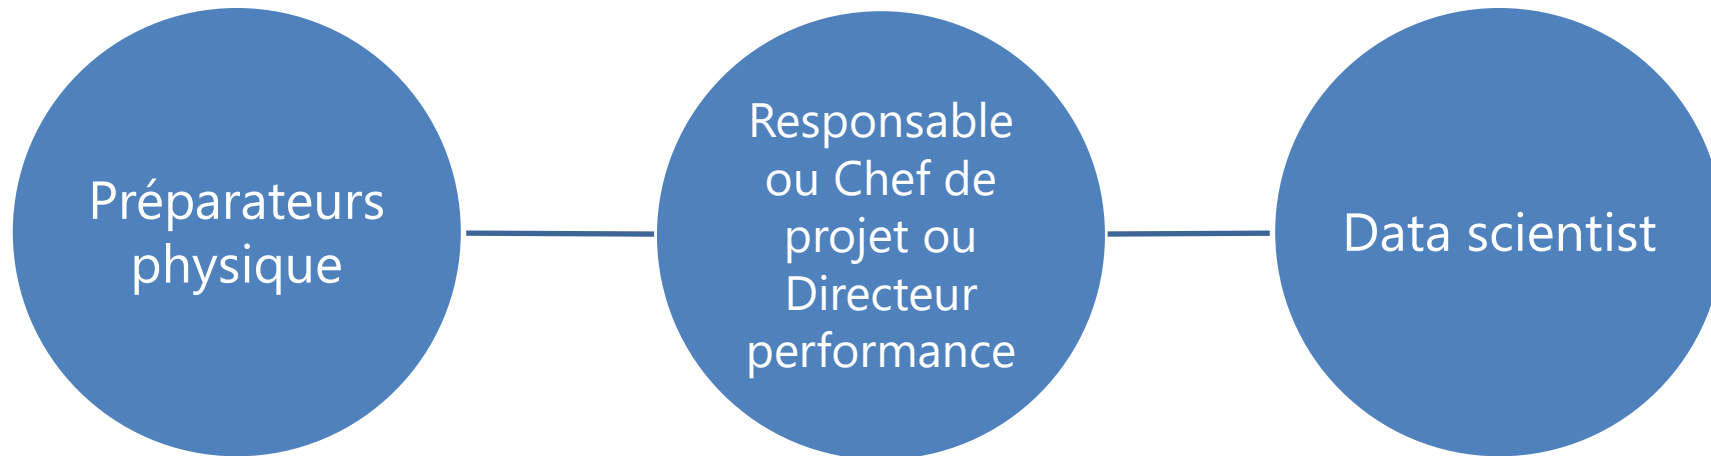 Préparateurs
physique
Responsable
ou Chef de
projet ou
Directeur
performance
Data scientist